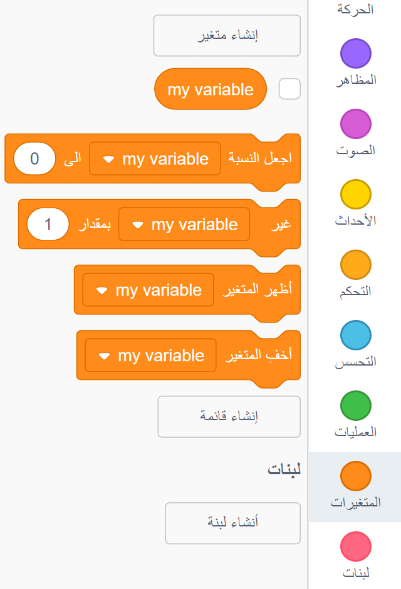 الحركة
المظاهر
الصوت
الأحداث
التحكم
التحسس
العمليات
المتغيرات
لبنات
إنشاء متغير
my variable
اجعل النسبة my variable الى 0
غير my variable بمقدار 1
أظهر المتغير my variable
أخفِ المتغير my variable
إنشاء قائمة
لبنات
أنشاء لبنة